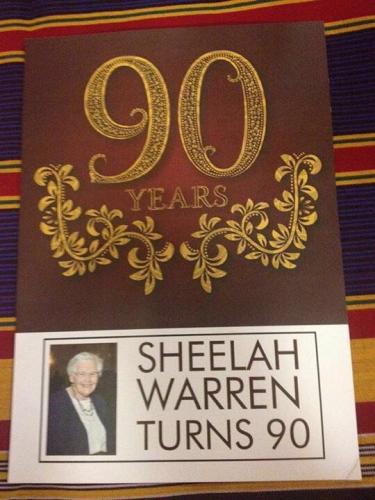 90
YEARS
SHEELAH
WARREN
TURNS 90